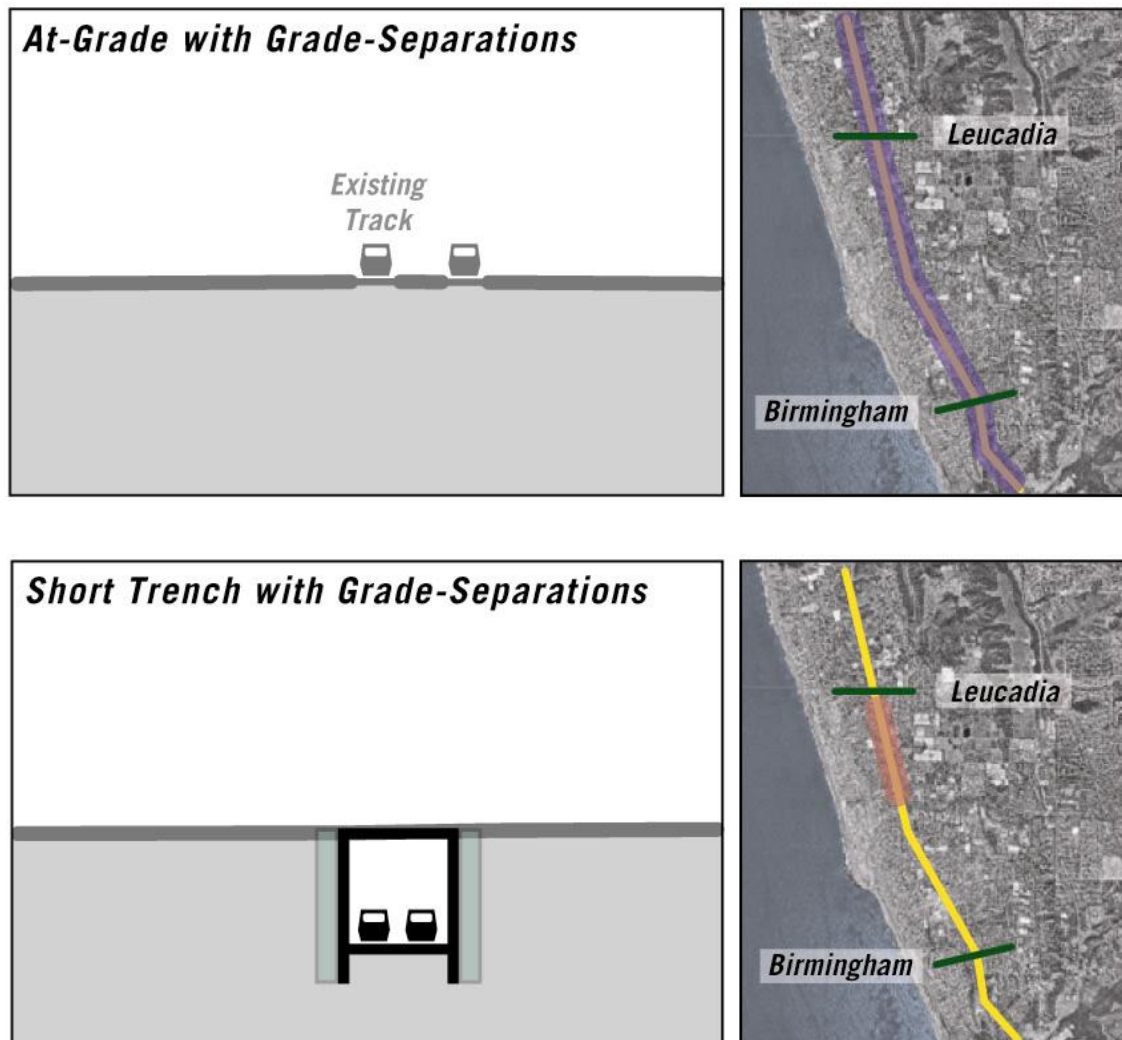 At-Grade with Grade-Separations
Existing
Track
Leucadia
Birmingham
Short Trench with Grade-Separations
Leucadia
Birmingham